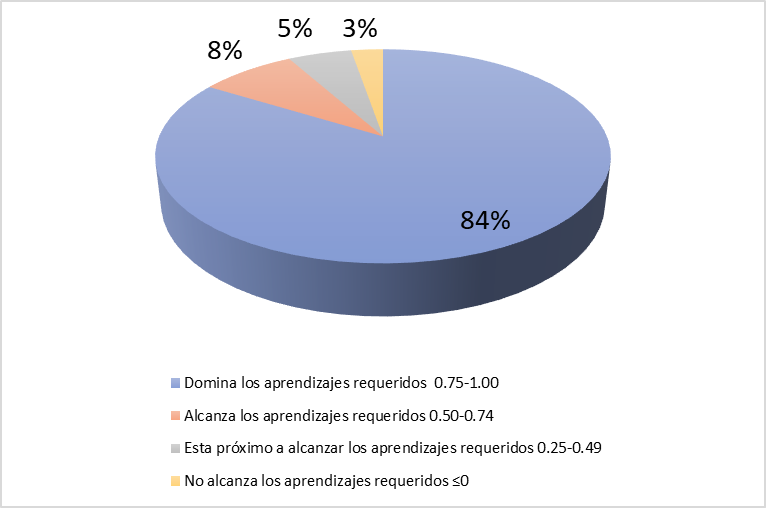 5%
3%
8%
84%
Domina los aprendizajes requeridos  0.75-1.00
Alcanza los aprendizajes requeridos 0.50-0.74
Esta próximo a alcanzar los aprendizajes requeridos 0.25-0.49
No alcanza los aprendizajes requeridos ≤0